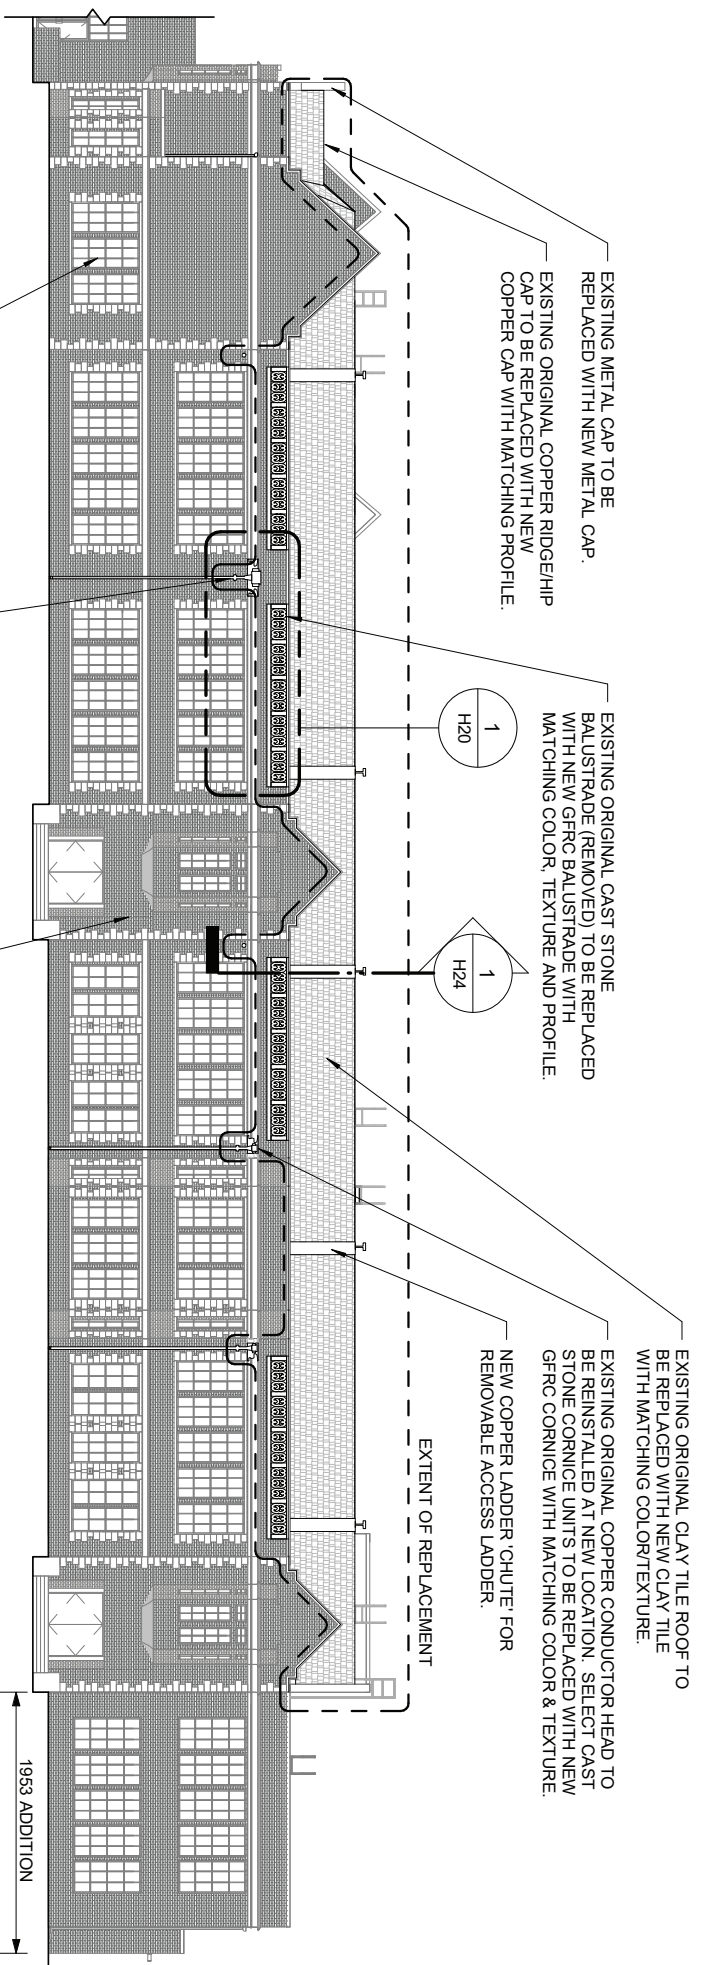 EXISTING METAL CAP TO BE
REPLACED WITH NEW METAL CAP.
EXISTING ORIGINAL COPPER RIDGE/HIP
CAP TO BE REPLACED WITH NEW
COPPER CAP WITH MATCHING PROFILE.
EXISTING ORIGINAL CAST STONE
BALUSTRADE (REMOVED) TO BE REPLACED
WITH NEW GFRC BALUSTRADE WITH
MATCHING COLOR, TEXTURE AND PROFILE.
1
H20
1
H24
EXISTING ORIGINAL CLAY TILE ROOF TO
BE REPLACED WITH NEW CLAY TILE
WITH MATCHING COLOR/TEXTURE.
EXISTING ORIGINAL COPPER CONDUCTOR HEAD TO
BE REINSTALLED AT NEW LOCATION. SELECT CAST
STONE CORNICE UNITS TO BE REPLACED WITH NEW
GFRC CORNICE WITH MATCHING COLOR & TEXTURE.
NEW COPPER LADDER 'CHUTE' FOR
REMOVABLE ACCESS LADDER.
EXTENT OF REPLACEMENT
1953 ADDITION